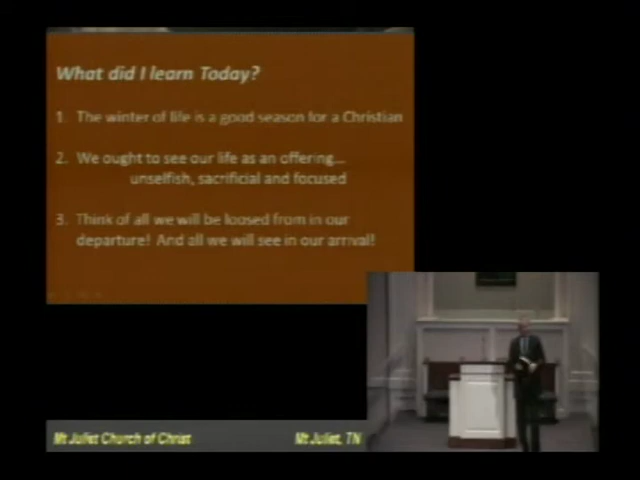 What did I learn Today?
1. The winter of life is a good season for a Christian
2. We ought to see our life as an offering...
unselfish, sacrificial and focused
3. Think of all we will be loosed from in our
departure! And all we will see in our arrival!
Mt Juliet Church of Christ
Mt Juliet, TN